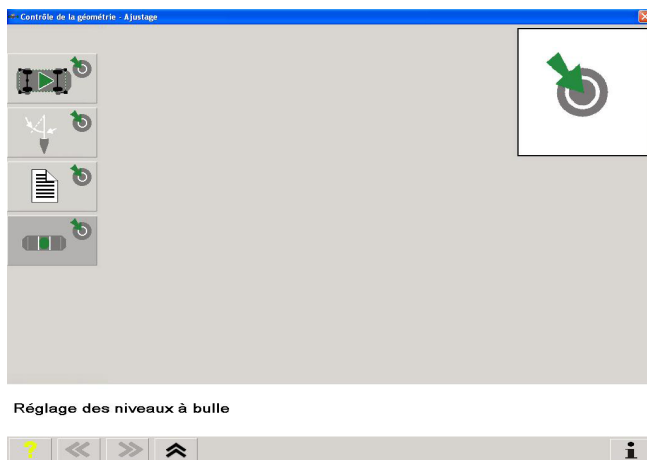 Contrôle de la géométrie - Ajustage
Réglage des niveaux à bulle
?
i